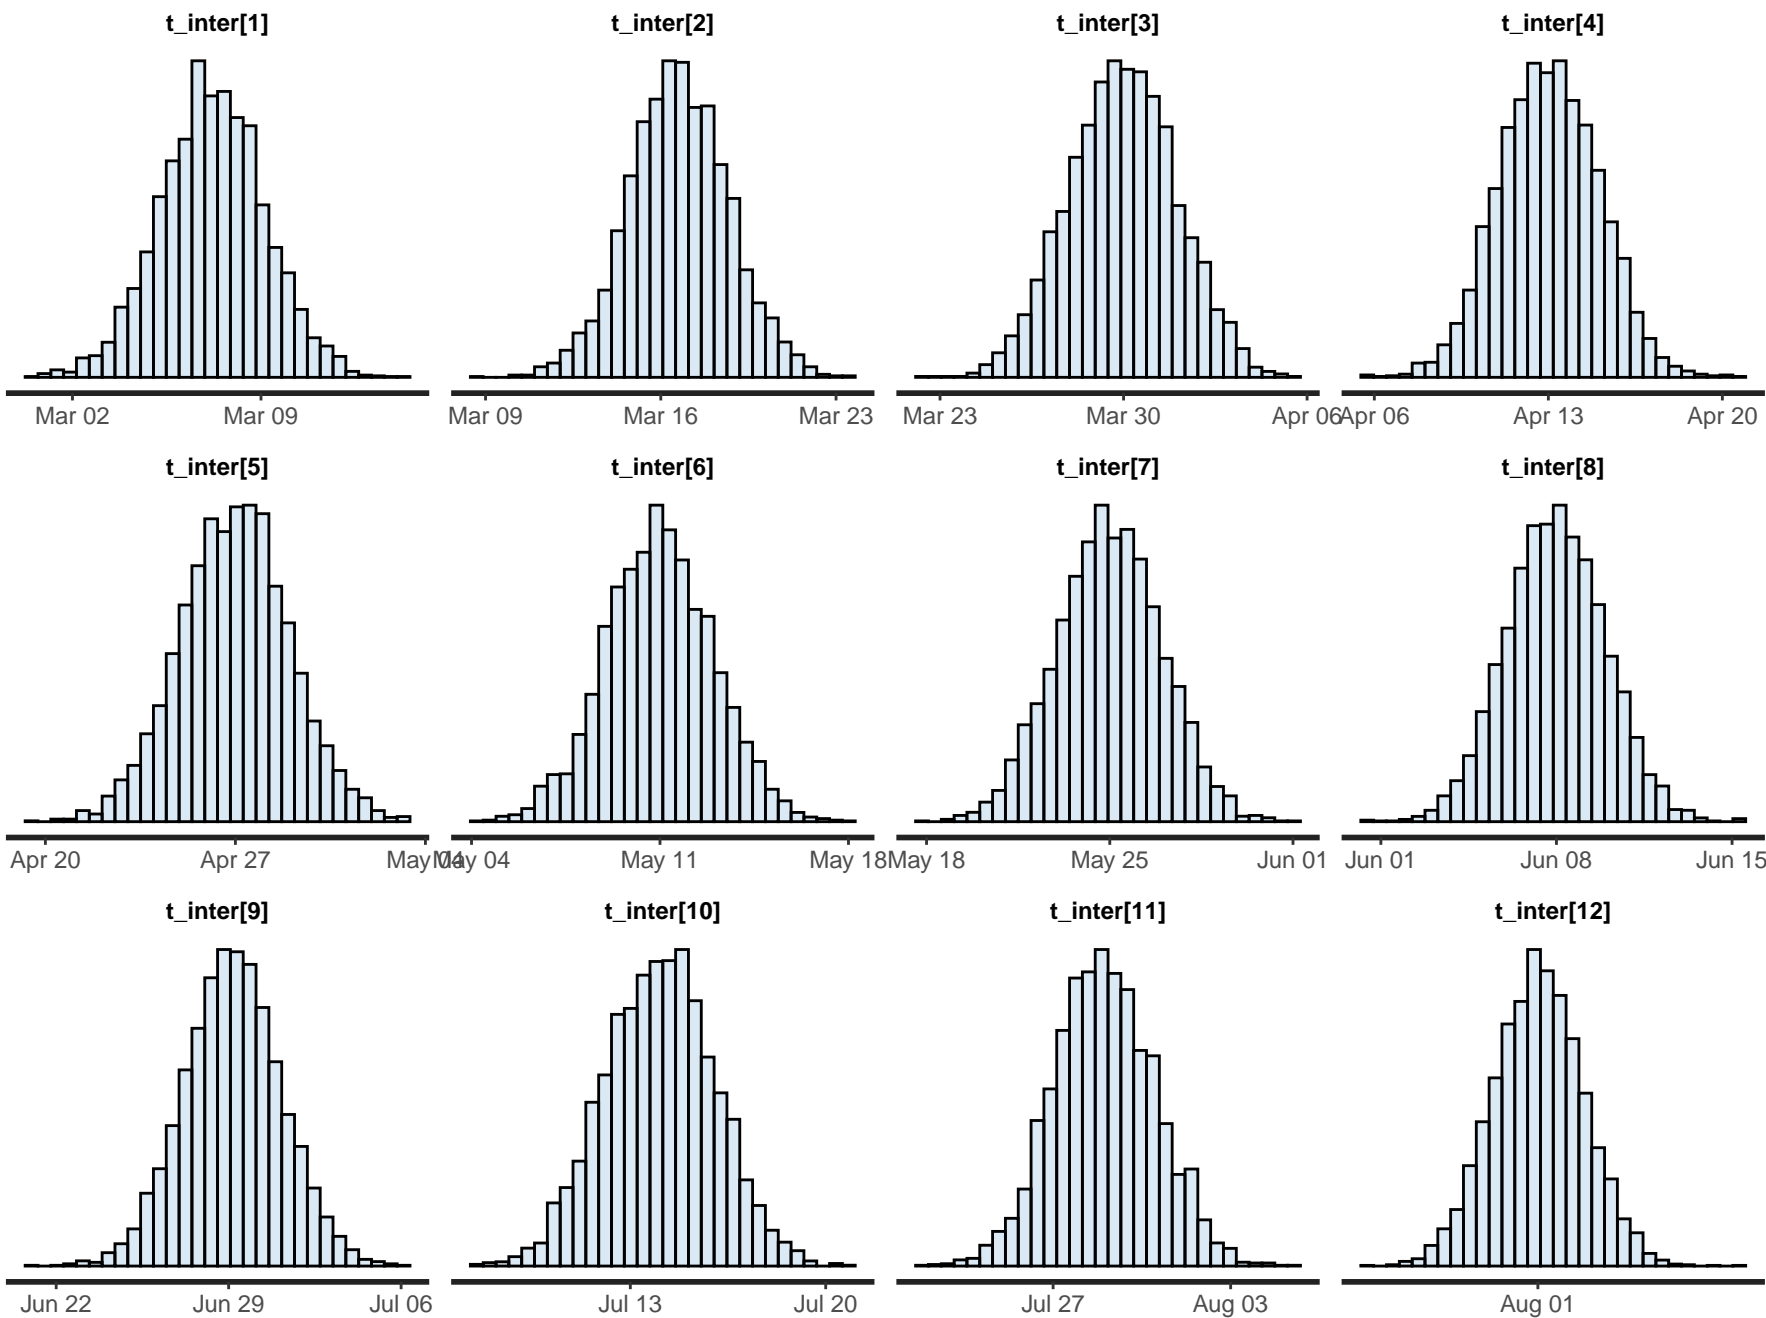 t_inter[1] t_inter[2] t_inter[3] t_inter[4]
Mar 02 Mar 09 Mar 09 Mar 16 Mar 23 Mar 23 Mar 30 Apr 06 Apr 06 Apr 13 Apr 20
t_inter[5] t_inter[6] t_inter[7] t_inter[8]
Apr 20 Apr 27 May 04 May 04 May 11 May 18 May 18 May 25 Jun 01 Jun 01 Jun 08 Jun 15
t_inter[9] t_inter[10] t_inter[11] t_inter[12]
Jun 22 Jun 29 Jul 06 Jul 13 Jul 20 Jul 27 Aug 03 Aug 01